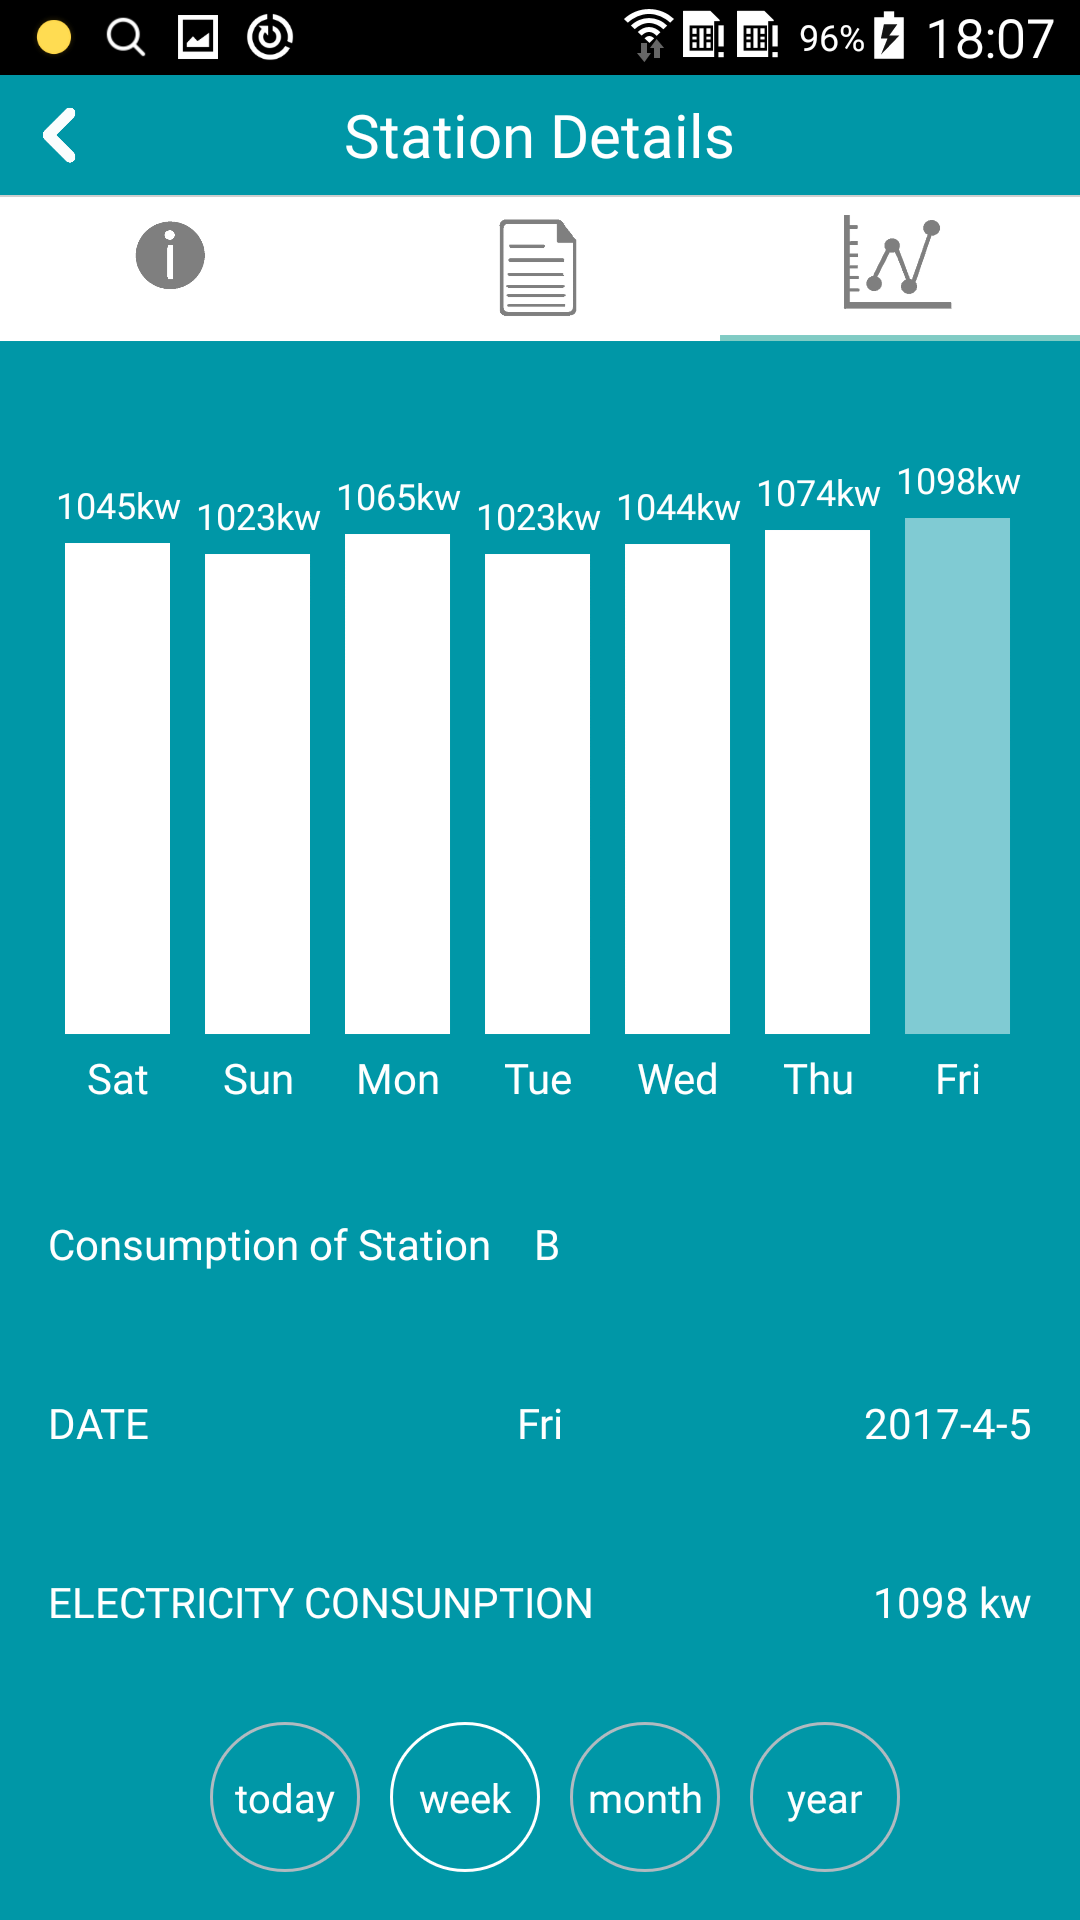 96% 18:07
Station Details
1045kw 1023kw 1065kw 1023kw 1044kw 1074kw 1098kw
Sat Sun Mon Tue Wed Thu Fri
Consumption of Station B
DATE Fri 2017-4-5
ELECTRICITY CONSUNPTION 1098 kw
today week month year